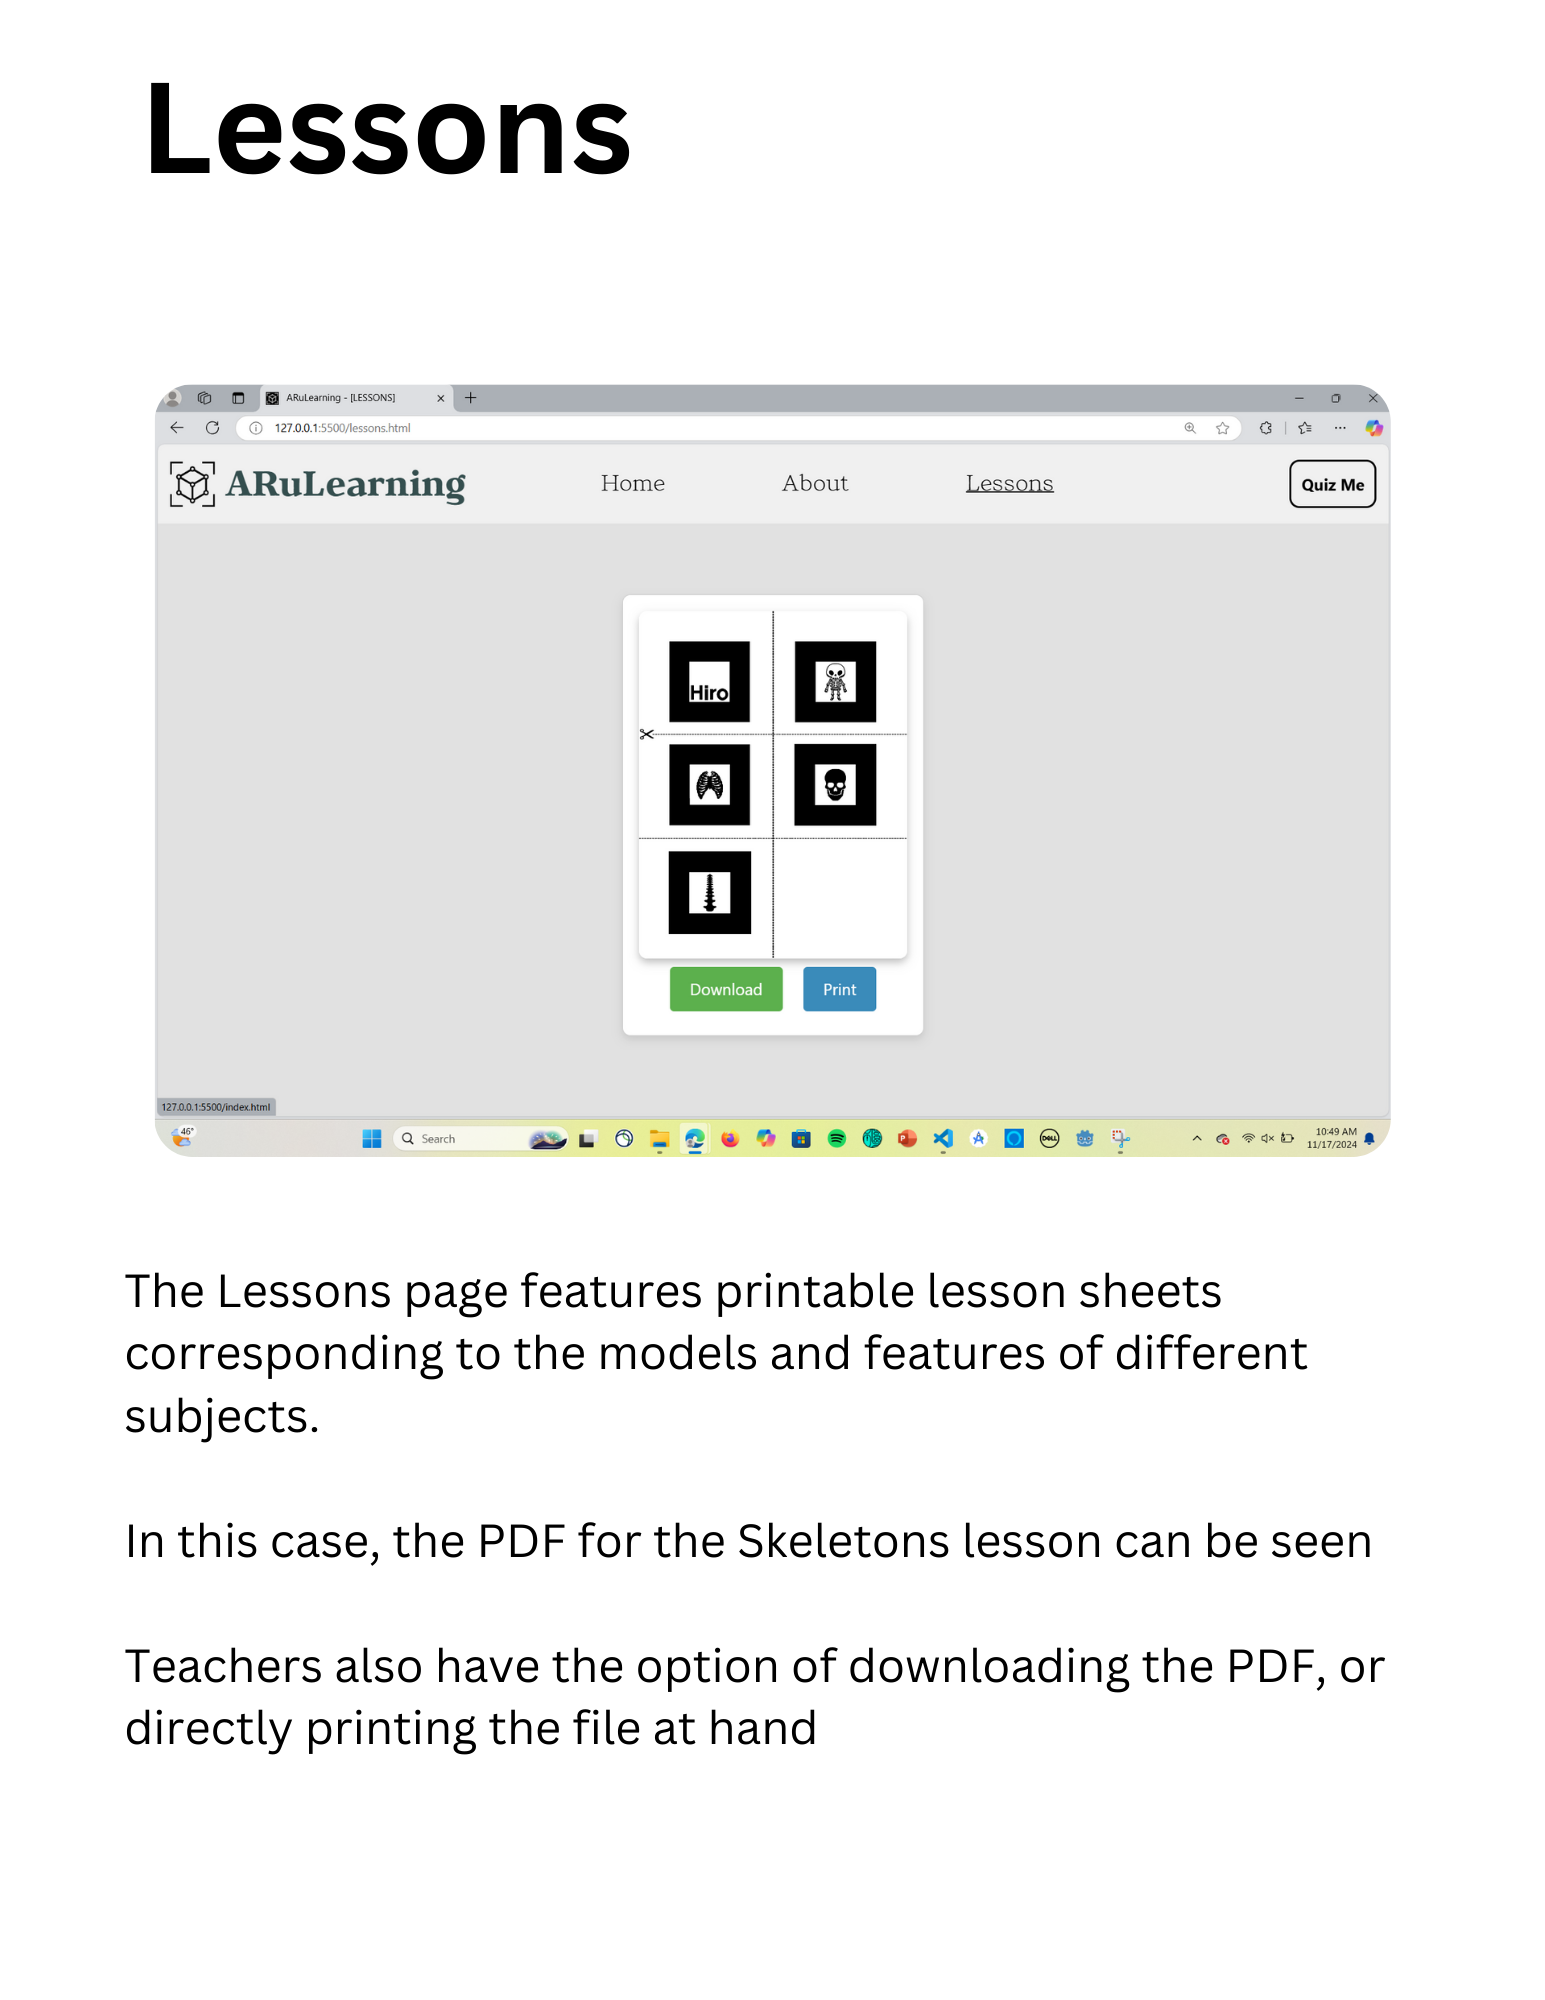 Lessons
ARuLearning - [LESSONS]
127.0.0.1:5500/lessons.html
ARuLearning
Home
About
Lessons
Quiz Me
Hiro
Download
Print
127.0.0.1:5500/index.html
46°
Search
DELL
10:49 AM
11/17/2024
The Lessons page features printable lesson sheets
corresponding to the models and features of different
subjects.
In this case, the PDF for the Skeletons lesson can be seen
Teachers also have the option of downloading the PDF, or
directly printing the file at hand